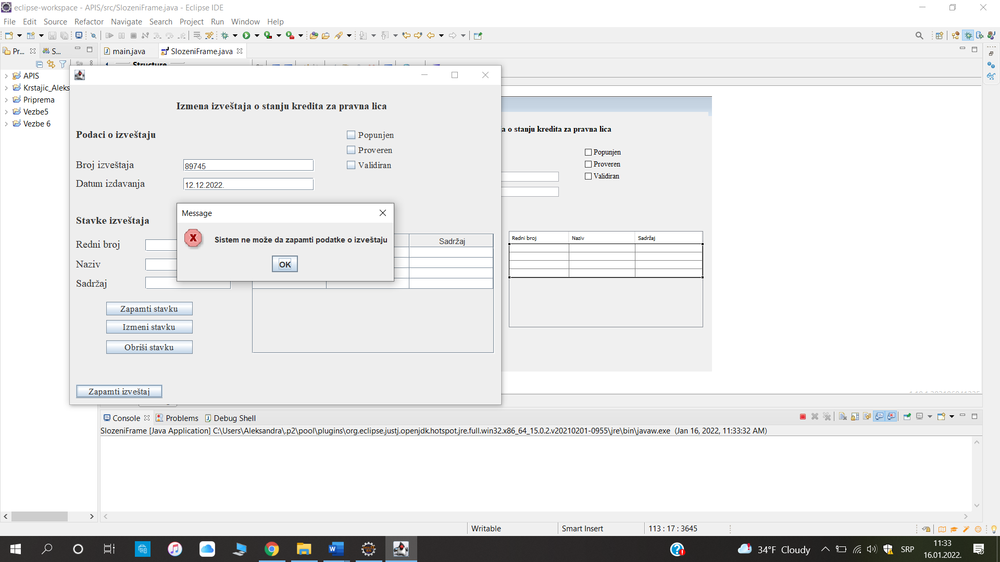 eclipse-workspace - APIS/src/SlozeniFrame.java - Eclipse IDE
File Edit Source Refactor Navigate Search Project Run Window Help
Pr... S... main.java SlozeniFrame.java
Structure
APIS
Krstajic_Aleks
Priprema
Vezbe5
Vezbe 6
Izmena izveštaja o stanju kredita za pravna lica
Podaci o izveštaju
Popunjen
Proveren
Validiran
Broj izveštaja 89745
Datum izdavanja 12.12.2022.
Stavke izveštaja
Redni broj
Naziv
Sadržaj
Sadržaj
Message
Sistem ne može da zapamti podatke o izveštaju
OK
Zapamti stavku
Izmeni stavku
Obriši stavku
Zapamti izveštaj
a o stanju kredita za pravna lica
Popunjen
Proveren
Validiran
Redni broj Naziv Sadržaj
Console Problems Debug Shell
SlozeniFrame [Java Application] C:\Users\Aleksandra\.p2\pool\plugins\org.eclipse.justj.openjdk.hotspot.jre.full.win32.x86_64_15.0.2.v20210201-0955\jre\bin\javaw.exe (Jan 16, 2022, 11:33:32 AM)
Writable Smart Insert 113 : 17 : 3645
34°F Cloudy SRP 11:33
16.01.2022.